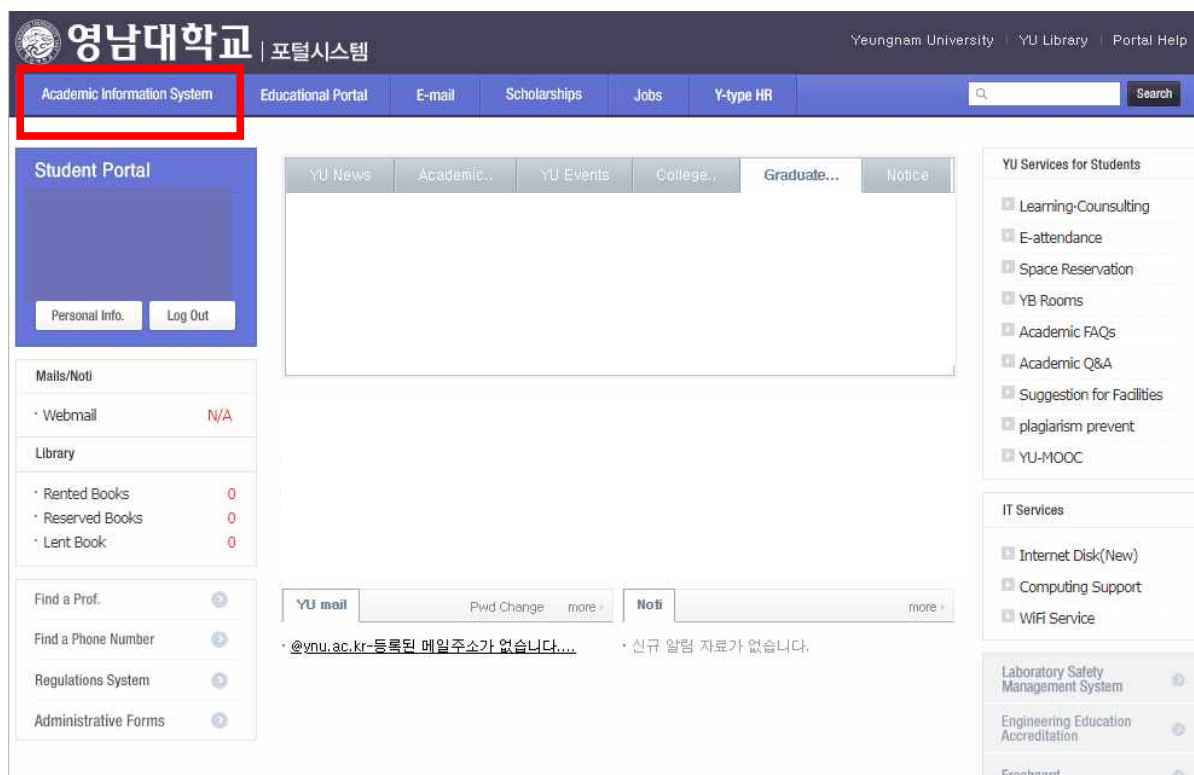 영남대학교 | 포털시스템
Yeungnam University | YU Library | Portal Help
Academic Information System
Educational Portal
E-mail
Scholarships
Jobs
Y-type HR
Search
Student Portal
Personal Info.
Log Out
Mails/Noti
· Webmail N/A
Library
· Rented Books 0
· Reserved Books 0
· Lent Book 0
Find a Prof.
Find a Phone Number
Regulations System
Administrative Forms
YU News
Academic..
YU Events
College..
Graduate...
Notice
YU mail
Pwd Change
more
· @ynu.ac.kr-등록된 메일주소가 없습니다....
Noti
more
· 신규 알림 자료가 없습니다.
YU Services for Students
Learning·Counsulting
E-attendance
Space Reservation
YB Rooms
Academic FAQs
Academic Q&A
Suggestion for Facilities
plagiarism prevent
YU-MOOC
IT Services
Internet Disk(New)
Computing Support
WiFi Service
Laboratory Safety
Management System
Engineering Education
Accreditation